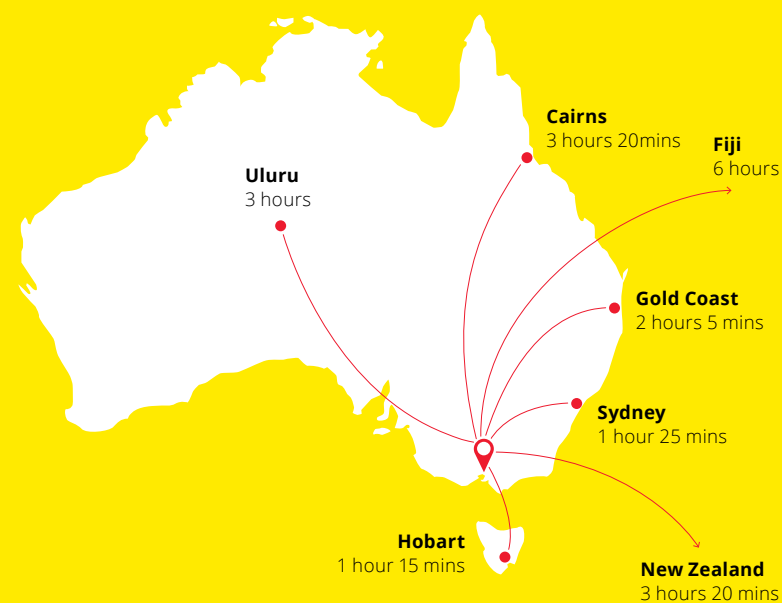 Cairns
3 hours 20mins
Fiji
6 hours
Uluru
3 hours
Gold Coast
2 hours 5 mins
Sydney
1 hour 25 mins
Hobart
1 hour 15 mins
New Zealand
3 hours 20 mins